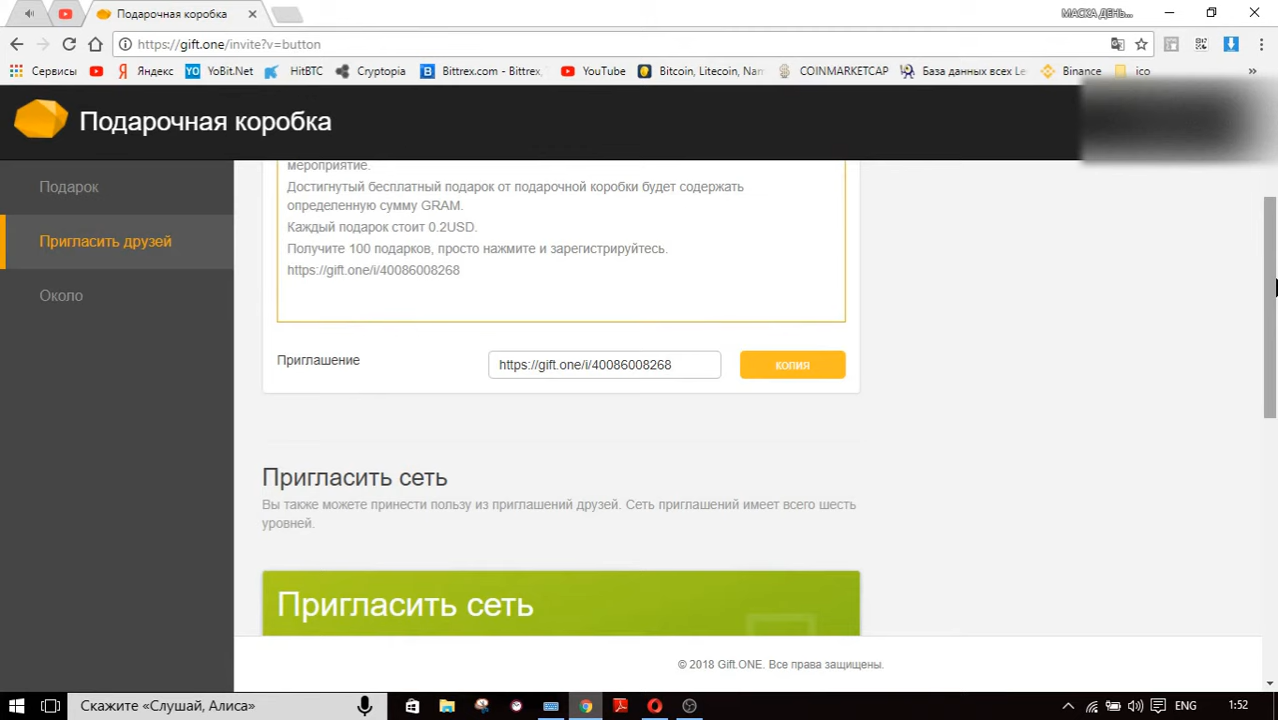 Подарочная коробка
МАСКА ДЕНЬ...
https://gift.one/invite?v=button
Сервисы
Яндекс
YoBit.Net
HitBTC
Cryptopia
Bittrex.com - Bittrex,
YouTube
Bitcoin, Litecoin, Nam
COINMARKETCAP
База данных всех Le
Binance
ico
»
Подарочная коробка
Подарок
Пригласить друзей
Около
мероприятие.
Достигнутый бесплатный подарок от подарочной коробки будет содержать
определенную сумму GRAM.
Каждый подарок стоит 0.2USD.
Получите 100 подарков, просто нажмите и зарегистрируйтесь.
https://gift.one/i/40086008268
Приглашение
https://gift.one/i/40086008268
копия
Пригласить сеть
Вы также можете принести пользу из приглашений друзей. Сеть приглашений имеет всего шесть
уровней.
Пригласить сеть
© 2018 Gift.ONE. Все права защищены.
Скажите «Слушай, Алиса»
ENG
1:52